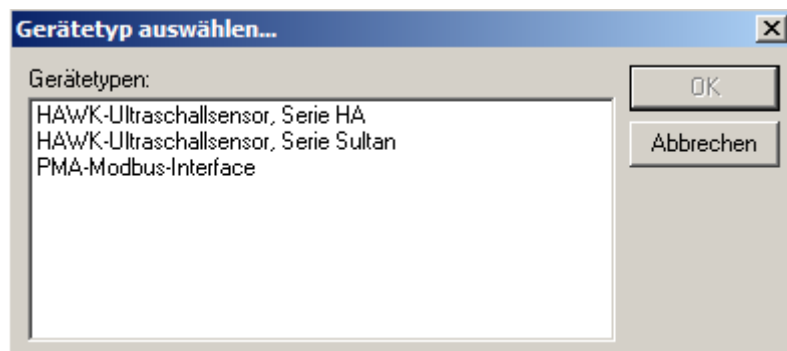 Gerätetyp auswählen...
Gerätetypen:
HAWK-Ultraschallsensor, Serie HA
HAWK-Ultraschallsensor, Serie Sultan
PMA-Modbus-Interface
OK
Abbrechen